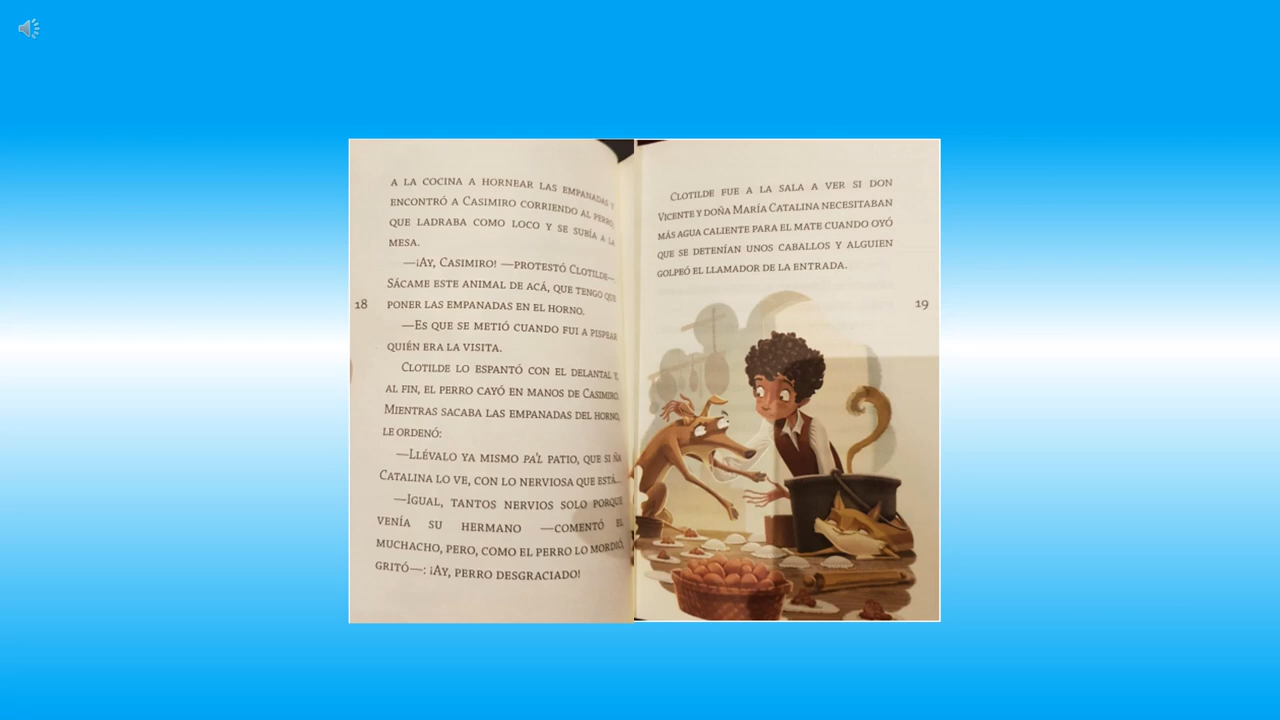 A LA COCINA A HORNEAR LAS EMPANADAS Y
ENCONTRÓ A CASIMIRO CORRIENDO AL PERRO,
QUE LADRABA COMO LOCO Y SE SUBÍA A LA
MESA.
—¡AY, CASIMIRO! —PROTESTÓ CLOTILDE—.
SÁCAME ESTE ANIMAL DE ACÁ, QUE TENGO QUE
PONER LAS EMPANADAS EN EL HORNO.
—ES QUE SE METIÓ CUANDO FUI A PISPEAR
QUIÉN ERA LA VISITA.
CLOTILDE LO ESPANTÓ CON EL DELANTAL Y,
AL FIN, EL PERRO CAYÓ EN MANOS DE CASIMIRO.
MIENTRAS SACABA LAS EMPANADAS DEL HORNO,
LE ORDENÓ:
—LLÉVALO YA MISMO PA'L PATIO, QUE SI ÑA
CATALINA LO VE, CON LO NERVIOSA QUE ESTÁ...
—IGUAL, TANTOS NERVIOS SOLO PORQUE
VENÍA SU HERMANO —COMENTÓ EL
MUCHACHO, PERO, COMO EL PERRO LO MORDIÓ,
GRITÓ—: ¡AY, PERRO DESGRACIADO!
18
CLOTILDE FUE A LA SALA A VER SI DON
VICENTE Y DOÑA MARÍA CATALINA NECESITABAN
MÁS AGUA CALIENTE PARA EL MATE CUANDO OYÓ
QUE SE DETENÍAN UNOS CABALLOS Y ALGUIEN
GOLPEÓ EL LLAMADOR DE LA ENTRADA.
19